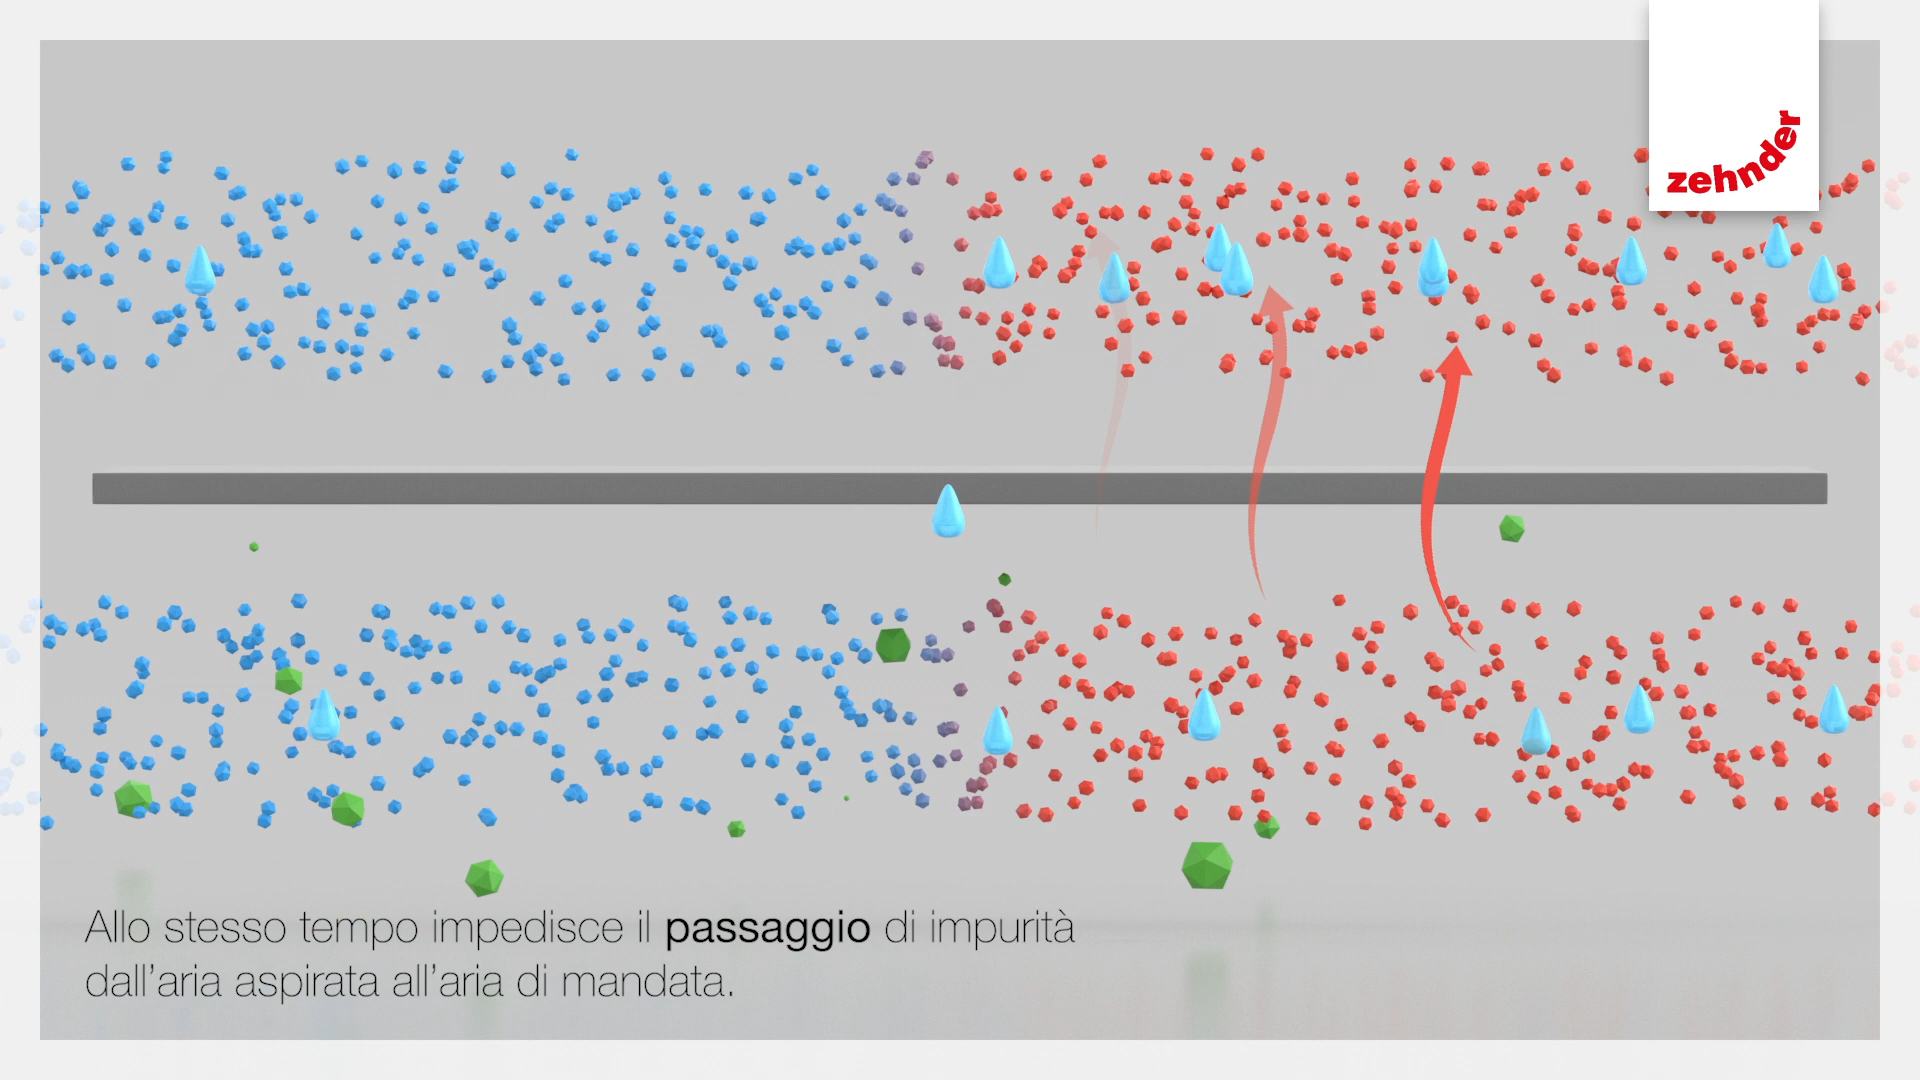 zehnder
Allo stesso tempo impedisce il passaggio di impurità
dall’aria aspirata all’aria di mandata.